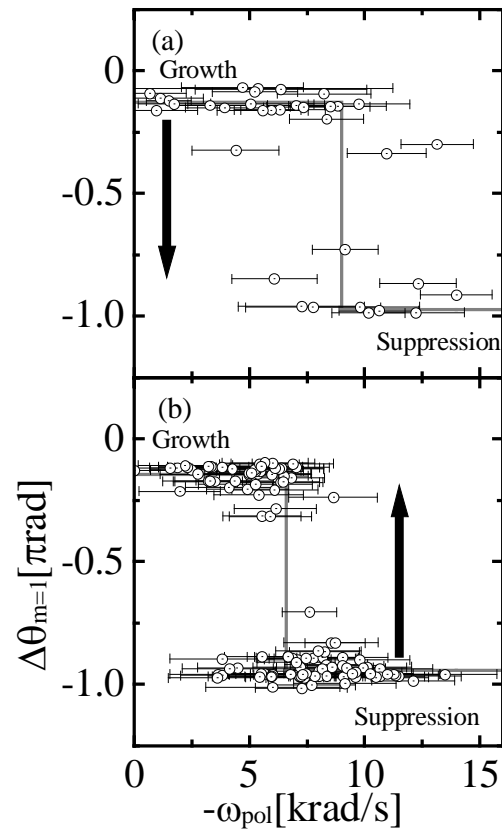 (a)
Growth
0
-0.5
-1.0
Suppression
(b)
Growth
0
-0.5
-1.0
Suppression
Δθm=1[πrad]
0 5 10 15
-ωpol[krad/s]